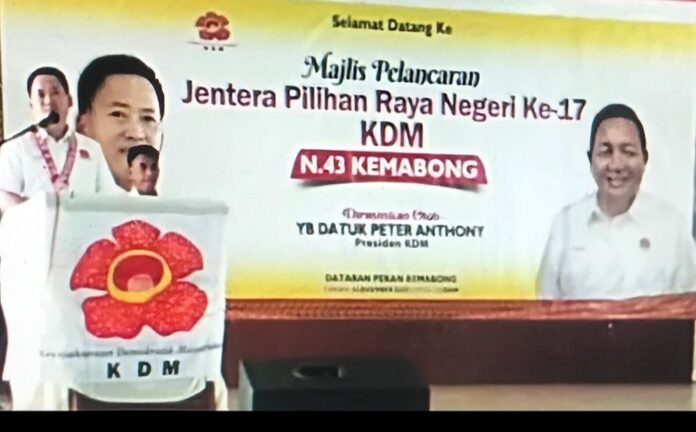 KDM
Selamat Datang Ke
Majlis Pelancaran
Jentera Pilihan Raya Negeri Ke-17
KDM
N.43 KEMABONG
YB DATUK PETER ANTHONY
Presiden KDM
DATARAN PEKAN KEMABONG
KDM